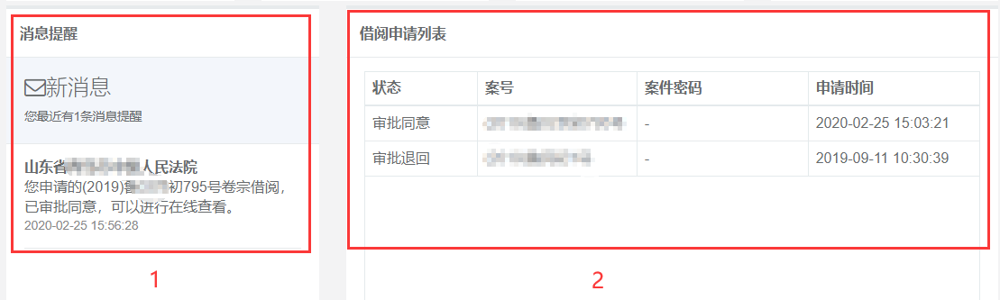 消息提醒
新消息
您最近有1条消息提醒
山东省人民法院
您申请的(2019)鲁初795号卷宗借阅，
已审批同意，可以进行在线查看。
2020-02-25 15:56:28
1
借阅申请列表
状态 案号 案件密码 申请时间
审批同意 - 2020-02-25 15:03:21
审批退回 - 2019-09-11 10:30:39
2